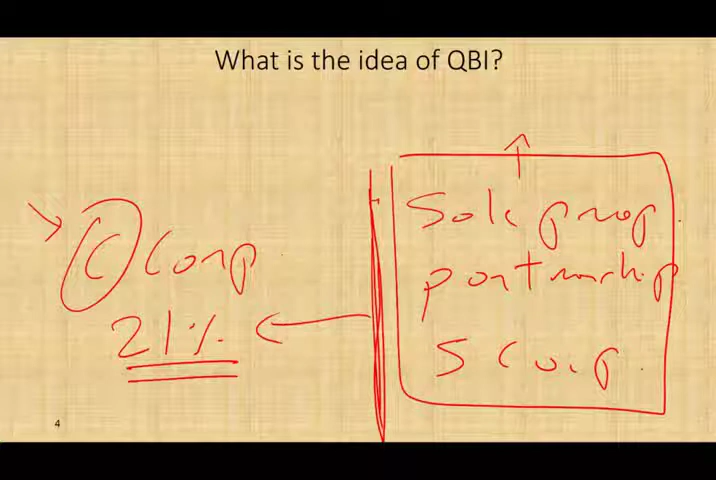 What is the idea of QBI?
C Corp
21%
Sole prop.
partnership
S Corp.
4